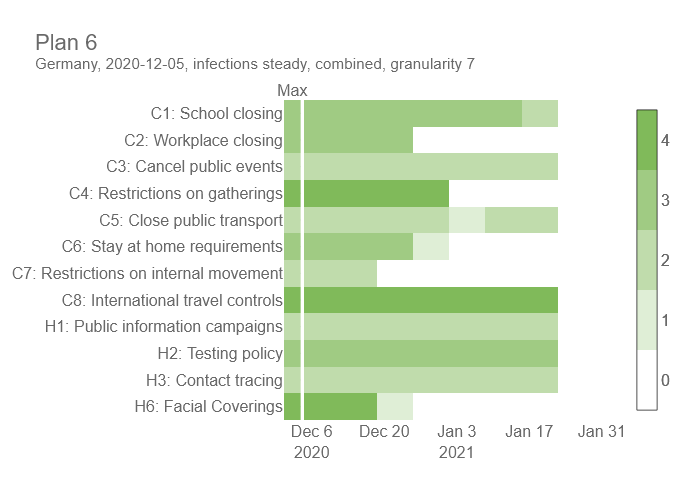 Plan 6
Germany, 2020-12-05, infections steady, combined, granularity 7
Max
C1: School closing
C2: Workplace closing
C3: Cancel public events
C4: Restrictions on gatherings
C5: Close public transport
C6: Stay at home requirements
C7: Restrictions on internal movement
C8: International travel controls
H1: Public information campaigns
H2: Testing policy
H3: Contact tracing
H6: Facial Coverings
Dec 6 Dec 20 Jan 3 Jan 17 Jan 31
2020 2021
4
3
2
1
0